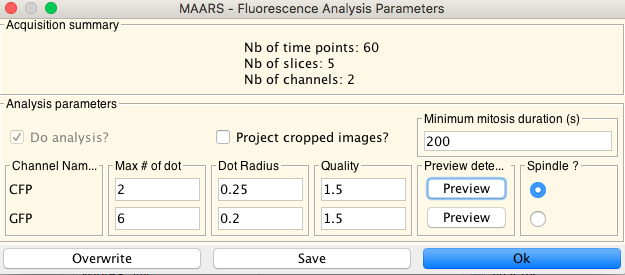 MAARS - Fluorescence Analysis Parameters
Acquisition summary
Nb of time points: 60
Nb of slices: 5
Nb of channels: 2
Analysis parameters
Minimum mitosis duration (s)
Do analysis?
Project cropped images?
200
Channel Nam...
Max # of dot
Dot Radius
Quality
Preview dete...
Spindle ?
CFP
2
0.25
1.5
Preview
GFP
6
0.2
1.5
Preview
Overwrite
Save
Ok